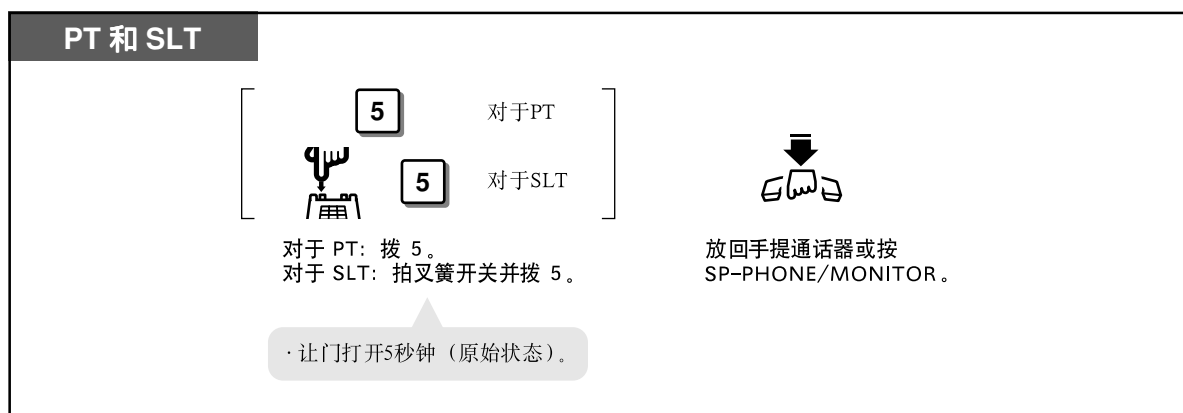 PT 和 SLT
5 对于PT
5 对于SLT
对于 PT: 拨 5。
对于 SLT: 拍叉簧开关并拨 5。
放回手提通话器或按
SP-PHONE/MONITOR。
·让门打开5秒钟（原始状态）。